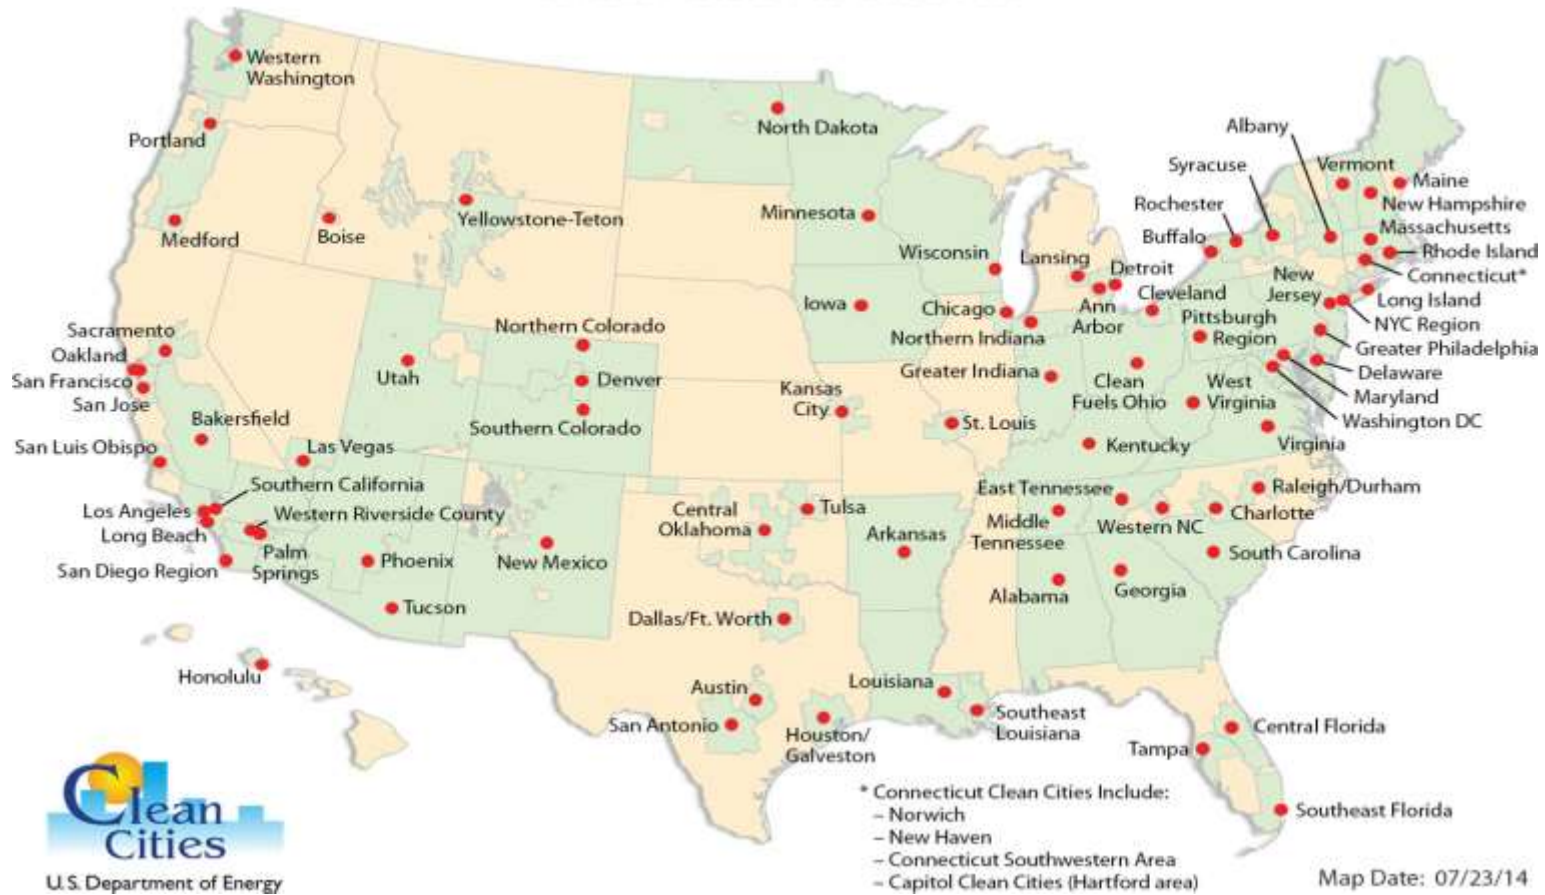 Western
Washington
Portland
Medford
Boise
Yellowstone-Teton
North Dakota
Minnesota
Wisconsin
Iowa
Chicago
Northern Indiana
Greater Indiana
Lansing
Detroit
Ann
Arbor
Cleveland
Pittsburgh
Region
Clean
Fuels Ohio
West
Virginia
Kentucky
Albany
Syracuse
Rochester
Buffalo
Vermont
Maine
New Hampshire
Massachusetts
Rhode Island
Connecticut*
Long Island
New
Jersey
NYC Region
Greater Philadelphia
Delaware
Maryland
Washington DC
Virginia
Sacramento
Oakland
San Francisco
San Jose
Bakersfield
San Luis Obispo
Las Vegas
Southern California
Los Angeles
Western Riverside County
Long Beach
Palm
Springs
San Diego Region
Utah
Northern Colorado
Denver
Southern Colorado
Kansas
City
St. Louis
Phoenix
Tucson
New Mexico
Central
Oklahoma
Tulsa
Arkansas
East Tennessee
Middle
Tennessee
Western NC
Raleigh/Durham
Charlotte
South Carolina
Alabama
Georgia
Dallas/Ft. Worth
Austin
San Antonio
Houston/
Galveston
Louisiana
Southeast
Louisiana
Central Florida
Tampa
Southeast Florida
Honolulu
Clean
Cities
U.S. Department of Energy
* Connecticut Clean Cities Include:
– Norwich
– New Haven
– Connecticut Southwestern Area
– Capitol Clean Cities (Hartford area)
Map Date: 07/23/14